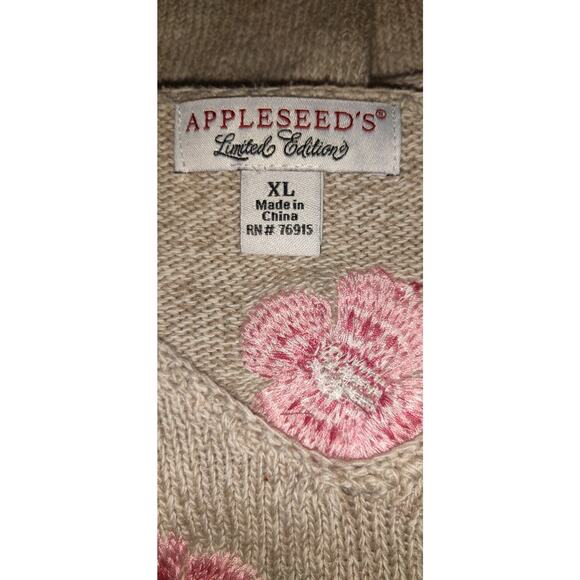 APPLESEED'S®
Limited Edition
XL
Made in
China
RN# 76915